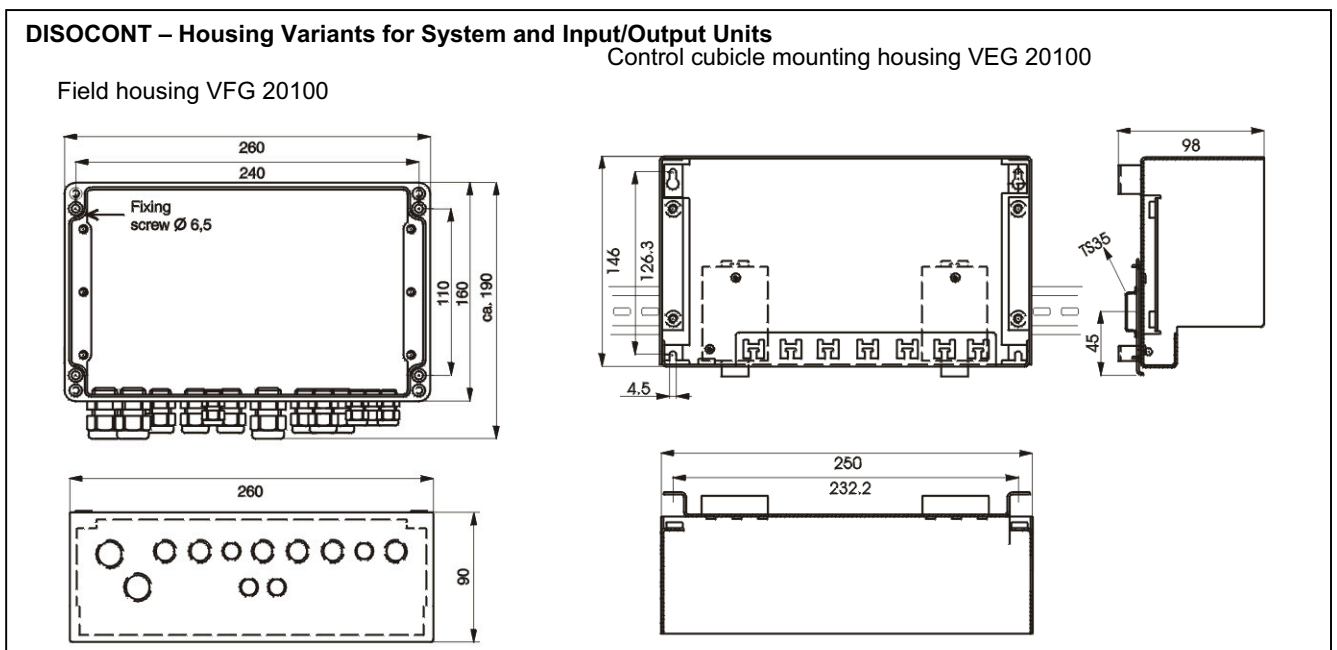 DISOCONT – Housing Variants for System and Input/Output Units
Control cubicle mounting housing VEG 20100
Field housing VFG 20100
260
240
Fixing
screw Ø 6,5
110
160
ca. 190
146
126.3
4.5
98
TS35
45
260
90
250
232.2